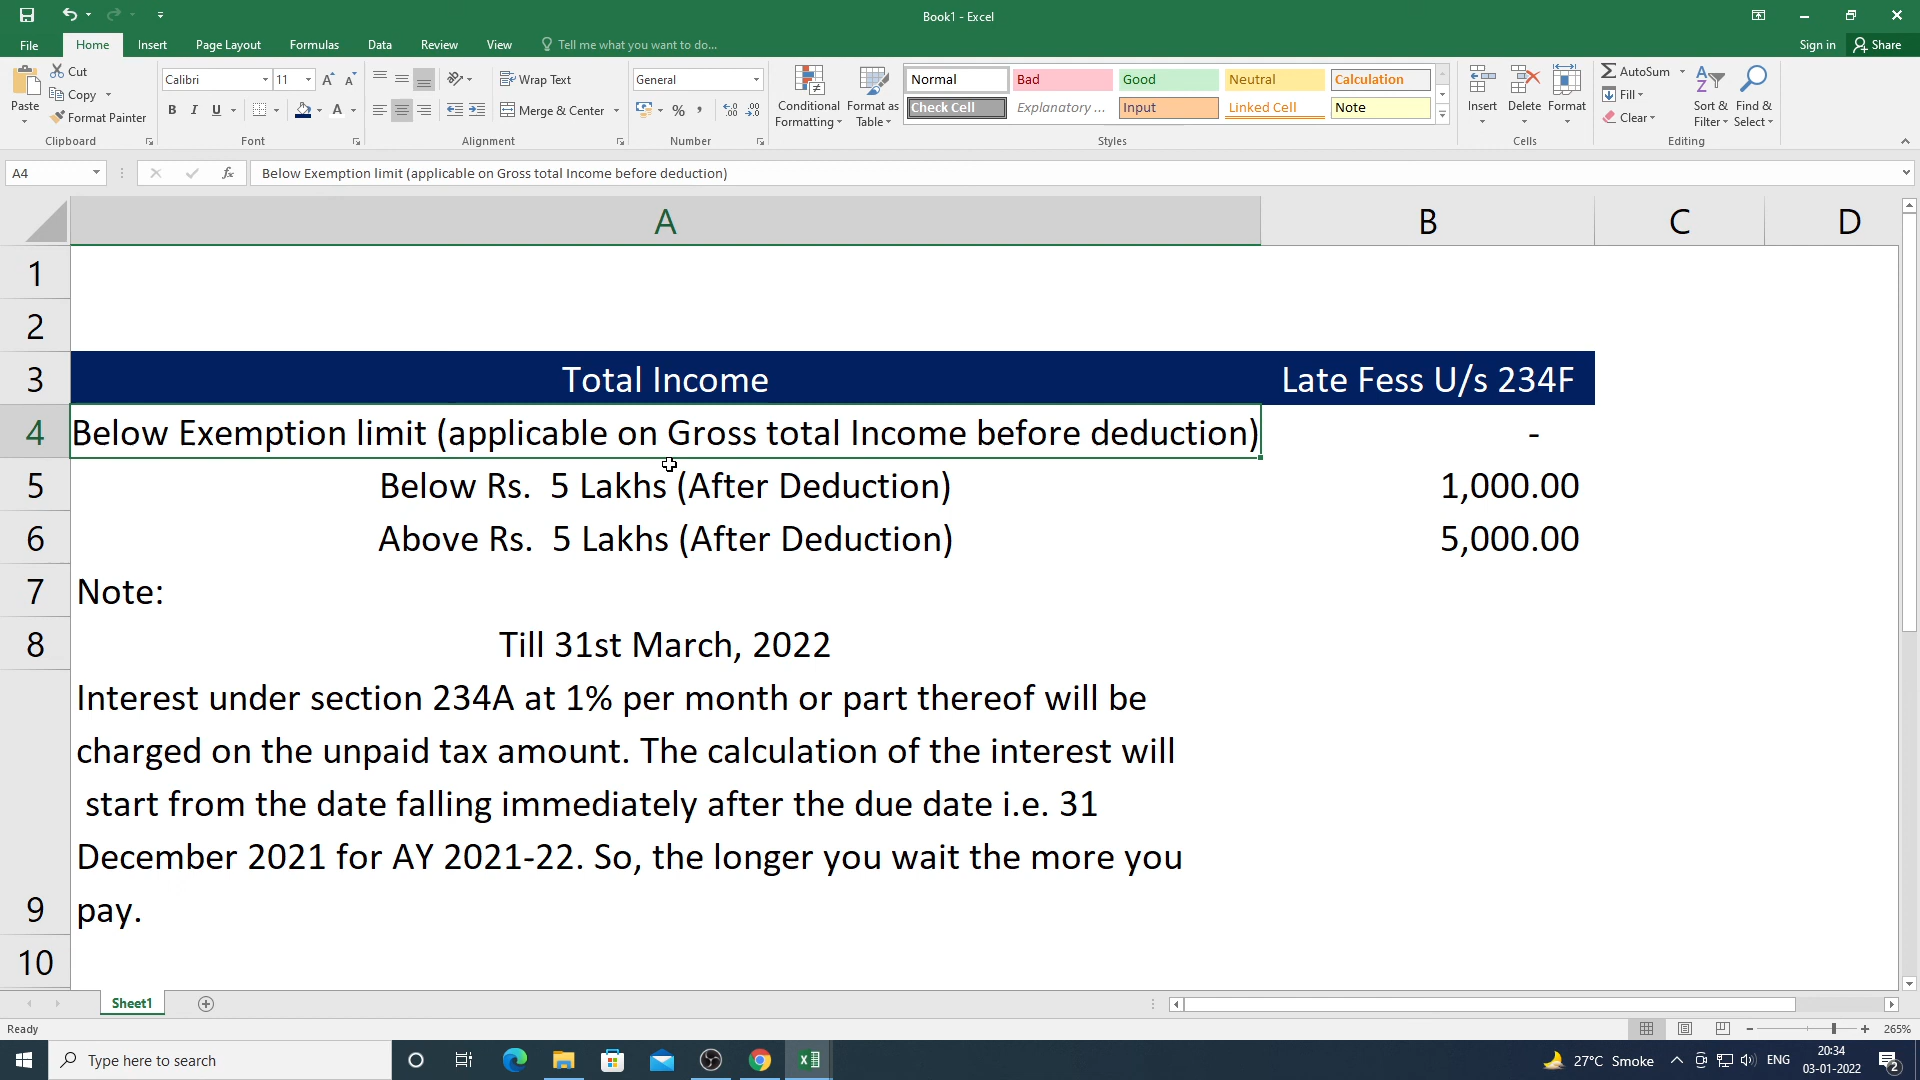 Book1 - Excel
File Home Insert Page Layout Formulas Data Review View Tell me what you want to do... Sign in Share
Paste Cut Copy Format Painter
Clipboard
Calibri 11
B I U
Font
Wrap Text
Merge & Center
Alignment
General
%
Number
Conditional Formatting
Format as Table
Normal Bad Good Neutral Calculation
Check Cell Explanatory ... Input Linked Cell Note
Styles
Insert Delete Format
Cells
AutoSum
Fill
Clear
Sort & Filter
Find & Select
Editing
A4 fx Below Exemption limit (applicable on Gross total Income before deduction)
A B C D
1
2
3 Total Income Late Fess U/s 234F
4 Below Exemption limit (applicable on Gross total Income before deduction) -
5 Below Rs. 5 Lakhs (After Deduction) 1,000.00
6 Above Rs. 5 Lakhs (After Deduction) 5,000.00
7 Note:
8 Till 31st March, 2022
Interest under section 234A at 1% per month or part thereof will be
charged on the unpaid tax amount. The calculation of the interest will
start from the date falling immediately after the due date i.e. 31
December 2021 for AY 2021-22. So, the longer you wait the more you
9 pay.
10
Sheet1
Ready 265%
Type here to search 27°C Smoke ENG 20:34
03-01-2022 2